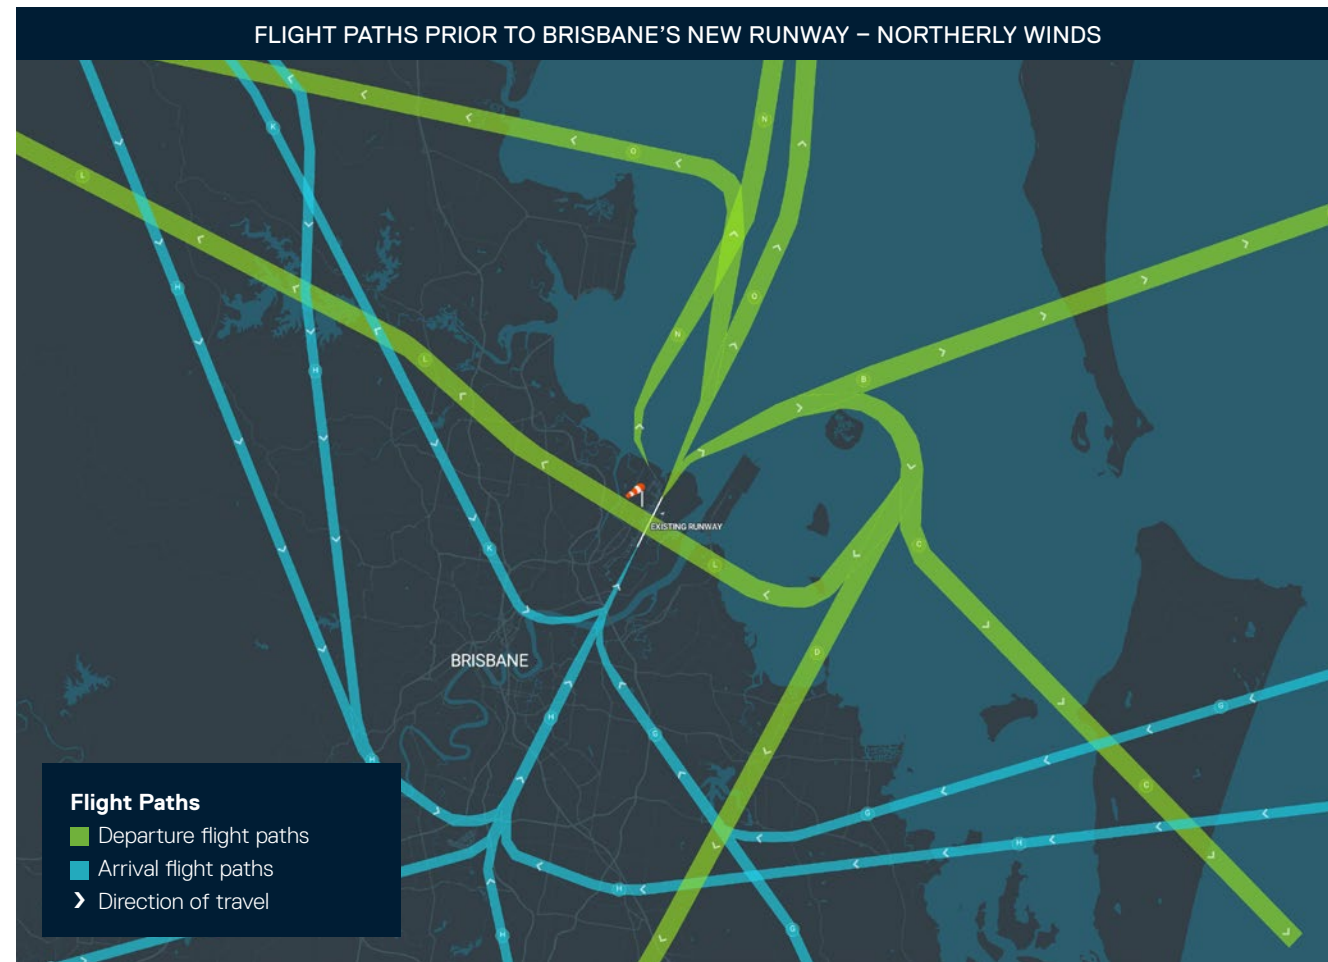 FLIGHT PATHS PRIOR TO BRISBANE'S NEW RUNWAY – NORTHERLY WINDS
K
N
O
L
H
O
N
L
H
B
EXISTING RUNWAY
K
C
L
D
BRISBANE
H
G
G
H
C
G
H
H
G
H
Flight Paths
Departure flight paths
Arrival flight paths
Direction of travel